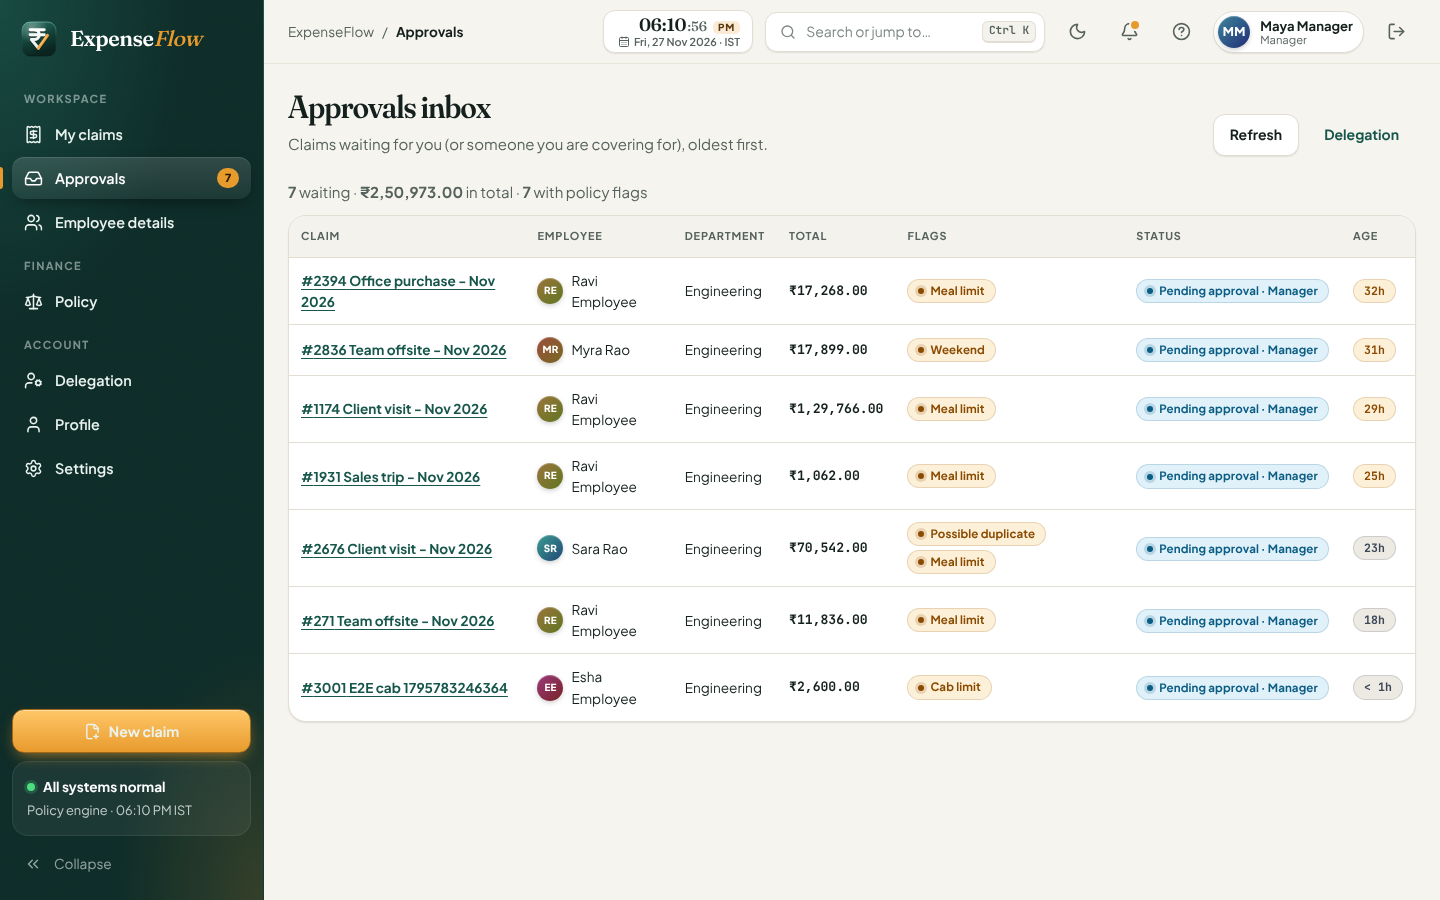 ExpenseFlow
WORKSPACE
My claims
Approvals 7
Employee details
FINANCE
Policy
ACCOUNT
Delegation
Profile
Settings
New claim
All systems normal
Policy engine · 06:10 PM IST
Collapse
ExpenseFlow / Approvals
06:10:56 PM
Fri, 27 Nov 2026 · IST
Search or jump to… Ctrl K
MM Maya Manager
Manager
Approvals inbox
Claims waiting for you (or someone you are covering for), oldest first.
Refresh
Delegation
7 waiting · ₹2,50,973.00 in total · 7 with policy flags
CLAIM EMPLOYEE DEPARTMENT TOTAL FLAGS STATUS AGE
#2394 Office purchase – Nov
2026
RE Ravi
Employee
Engineering ₹17,268.00 Meal limit Pending approval · Manager 32h
#2836 Team offsite – Nov 2026 MR Myra Rao Engineering ₹17,899.00 Weekend Pending approval · Manager 31h
#1174 Client visit – Nov 2026 RE Ravi
Employee
Engineering ₹1,29,766.00 Meal limit Pending approval · Manager 29h
#1931 Sales trip – Nov 2026 RE Ravi
Employee
Engineering ₹1,062.00 Meal limit Pending approval · Manager 25h
#2676 Client visit – Nov 2026 SR Sara Rao Engineering ₹70,542.00 Possible duplicate
Meal limit
Pending approval · Manager 23h
#271 Team offsite – Nov 2026 RE Ravi
Employee
Engineering ₹11,836.00 Meal limit Pending approval · Manager 18h
#3001 E2E cab 1795783246364 EE Esha
Employee
Engineering ₹2,600.00 Cab limit Pending approval · Manager < 1h